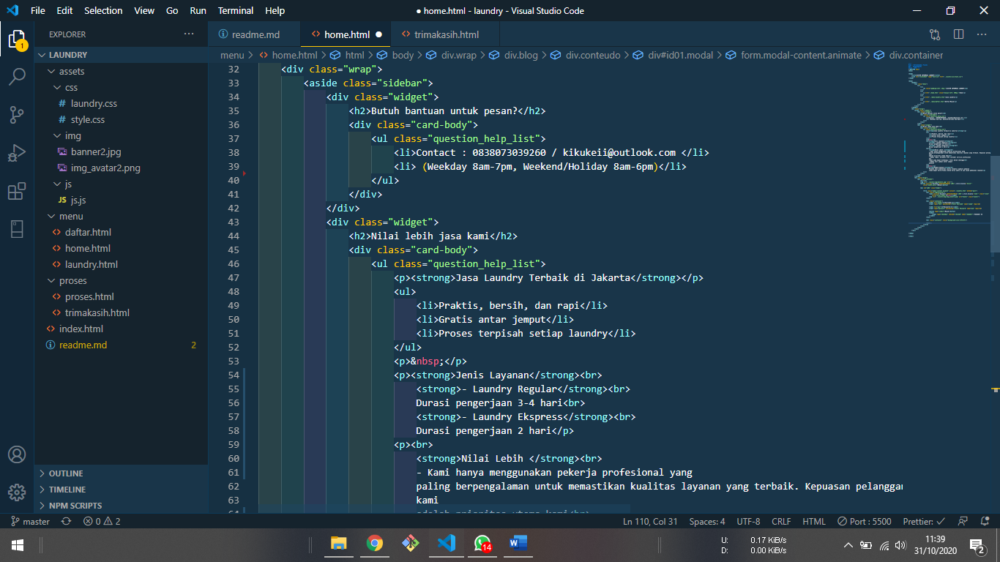 File Edit Selection View Go Run Terminal Help ● home.html - laundry - Visual Studio Code
EXPLORER ···
readme.md home.html ● trimakasih.html
menu > home.html > html > body > div.wrap > div.blog > div.conteudo > div#id01.modal > form.modal-content.animate > div.container
1
LAUNDRY
assets
css
laundry.css
style.css
img
banner2.jpg
img_avatar2.png
js
JS js.js
menu
daftar.html
home.html
laundry.html
proses
proses.html
trimakasih.html
index.html
readme.md 2
OUTLINE
TIMELINE
NPM SCRIPTS
32 <div class="wrap">
33 <aside class="sidebar">
34 <div class="widget">
35 <h2>Butuh bantuan untuk pesan?</h2>
36 <div class="card-body">
37 <ul class="question_help_list">
38 <li>Contact : 0838073039260 / kikukeii@outlook.com </li>
39 <li> (Weekday 8am-7pm, Weekend/Holiday 8am-6pm)</li>
40 </ul>
41 </div>
42 </div>
43 <div class="widget">
44 <h2>Nilai lebih jasa kami</h2>
45 <div class="card-body">
46 <ul class="question_help_list">
47 <p><strong>Jasa Laundry Terbaik di Jakarta</strong></p>
48 <ul>
49 <li>Praktis, bersih, dan rapi</li>
50 <li>Gratis antar jemput</li>
51 <li>Proses terpisah setiap laundry</li>
52 </ul>
53 <p>&nbsp;</p>
54 <p><strong>Jenis Layanan</strong><br>
55 <strong>- Laundry Regular</strong><br>
56 Durasi pengerjaan 3-4 hari<br>
57 <strong>- Laundry Ekspress</strong><br>
58 Durasi pengerjaan 2 hari</p>
59 <p><br>
60 <strong>Nilai Lebih </strong><br>
61 - Kami hanya menggunakan pekerja profesional yang
62 paling berpengalaman untuk memastikan kualitas layanan yang terbaik. Kepuasan pelanggan
63 kami
64 adalah prioritas utama kami<br>
master 0 2 Ln 110, Col 31 Spaces: 4 UTF-8 CRLF HTML Port : 5500 Prettier: ✓
14
U: 0.17 KiB/s
D: 0.00 KiB/s
11:39
31/10/2020
2